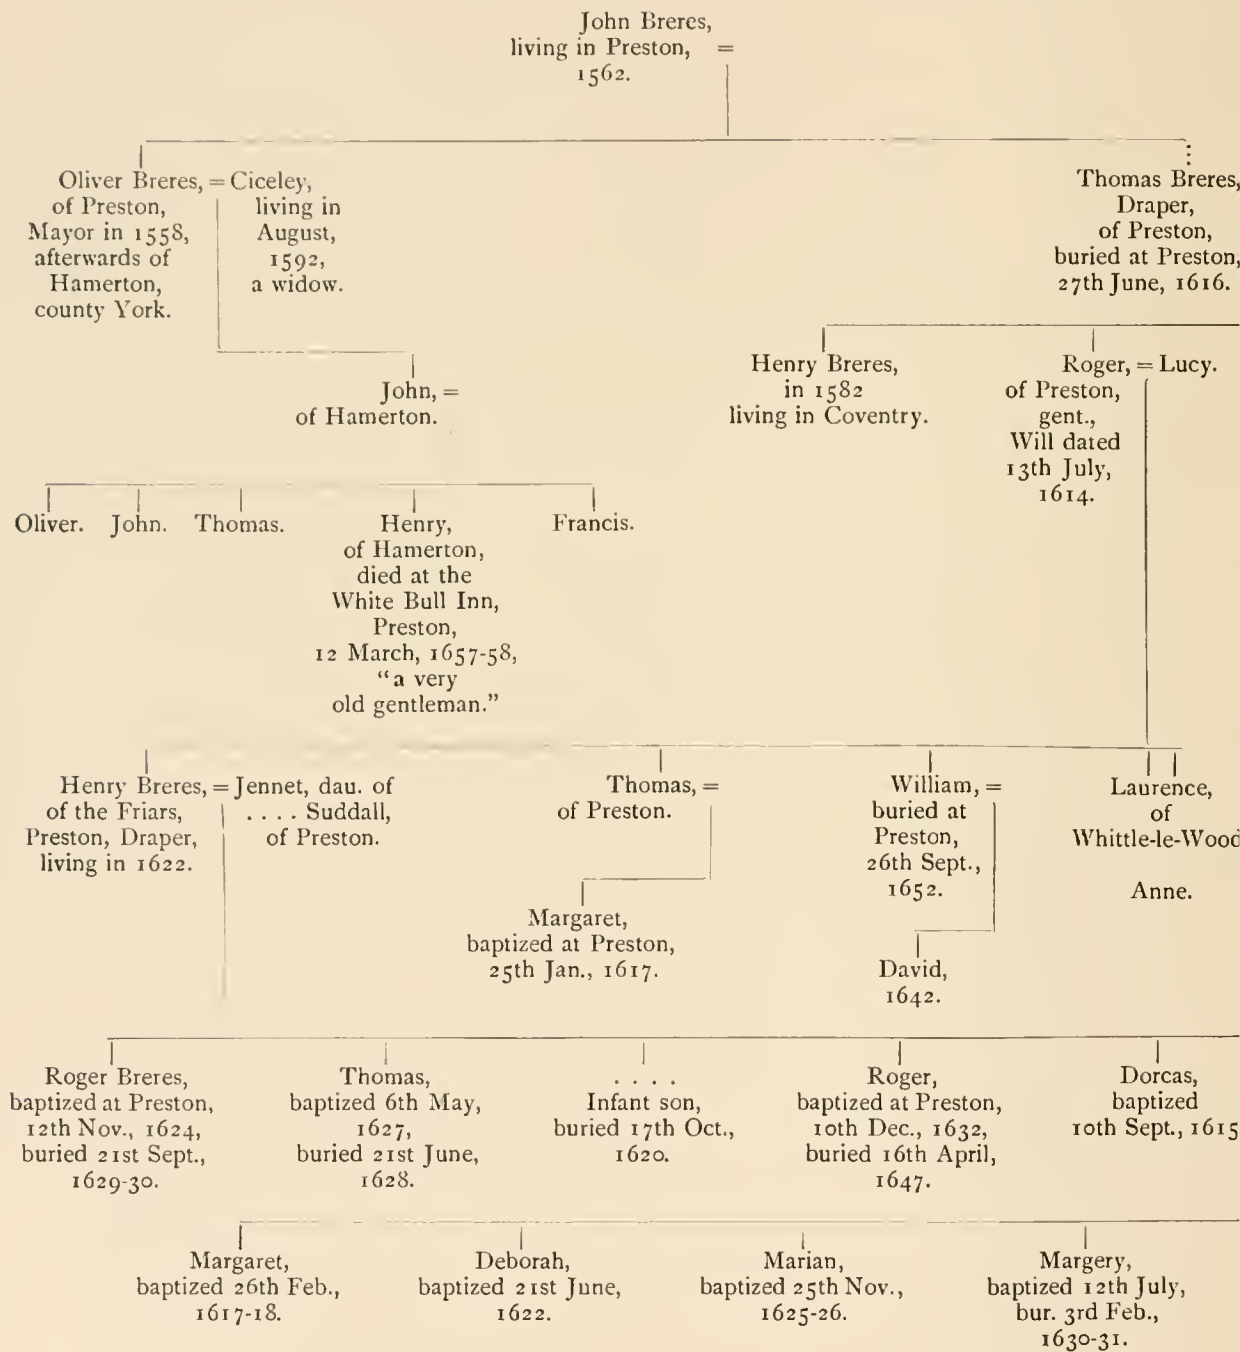 John Breres,
living in Preston, =
1562.
Oliver Breres, = Ciceley,
of Preston,
Mayor in 1558,
afterwards of
Hamerton,
county York.
living in
August,
1592,
a widow.
Thomas Breres,
Draper,
of Preston,
buried at Preston,
27th June, 1616.
John, =
of Hamerton.
Henry Breres,
in 1582
living in Coventry.
Roger, = Lucy.
of Preston,
gent.,
Will dated
13th July,
1614.
Oliver.
John.
Thomas.
Henry,
of Hamerton,
died at the
White Bull Inn,
Preston,
12 March, 1657-58,
“a very
old gentleman.”
Francis.
Henry Breres, = Jennet, dau. of
of the Friars,
Preston, Draper,
living in 1622.
. . . . Suddall,
of Preston.
Thomas, =
of Preston.
William, =
buried at
Preston,
26th Sept.,
1652.
Laurence,
of
Whittle-le-Wood
Anne.
Margaret,
baptized at Preston,
25th Jan., 1617.
David,
1642.
Roger Breres,
baptized at Preston,
12th Nov., 1624,
buried 21st Sept.,
1629-30.
Thomas,
baptized 6th May,
1627,
buried 21st June,
1628.
. . . .
Infant son,
buried 17th Oct.,
1620.
Roger,
baptized at Preston,
10th Dec., 1632,
buried 16th April,
1647.
Dorcas,
baptized
10th Sept., 1615
Margaret,
baptized 26th Feb.,
1617-18.
Deborah,
baptized 21st June,
1622.
Marian,
baptized 25th Nov.,
1625-26.
Margery,
baptized 12th July,
bur. 3rd Feb.,
1630-31.